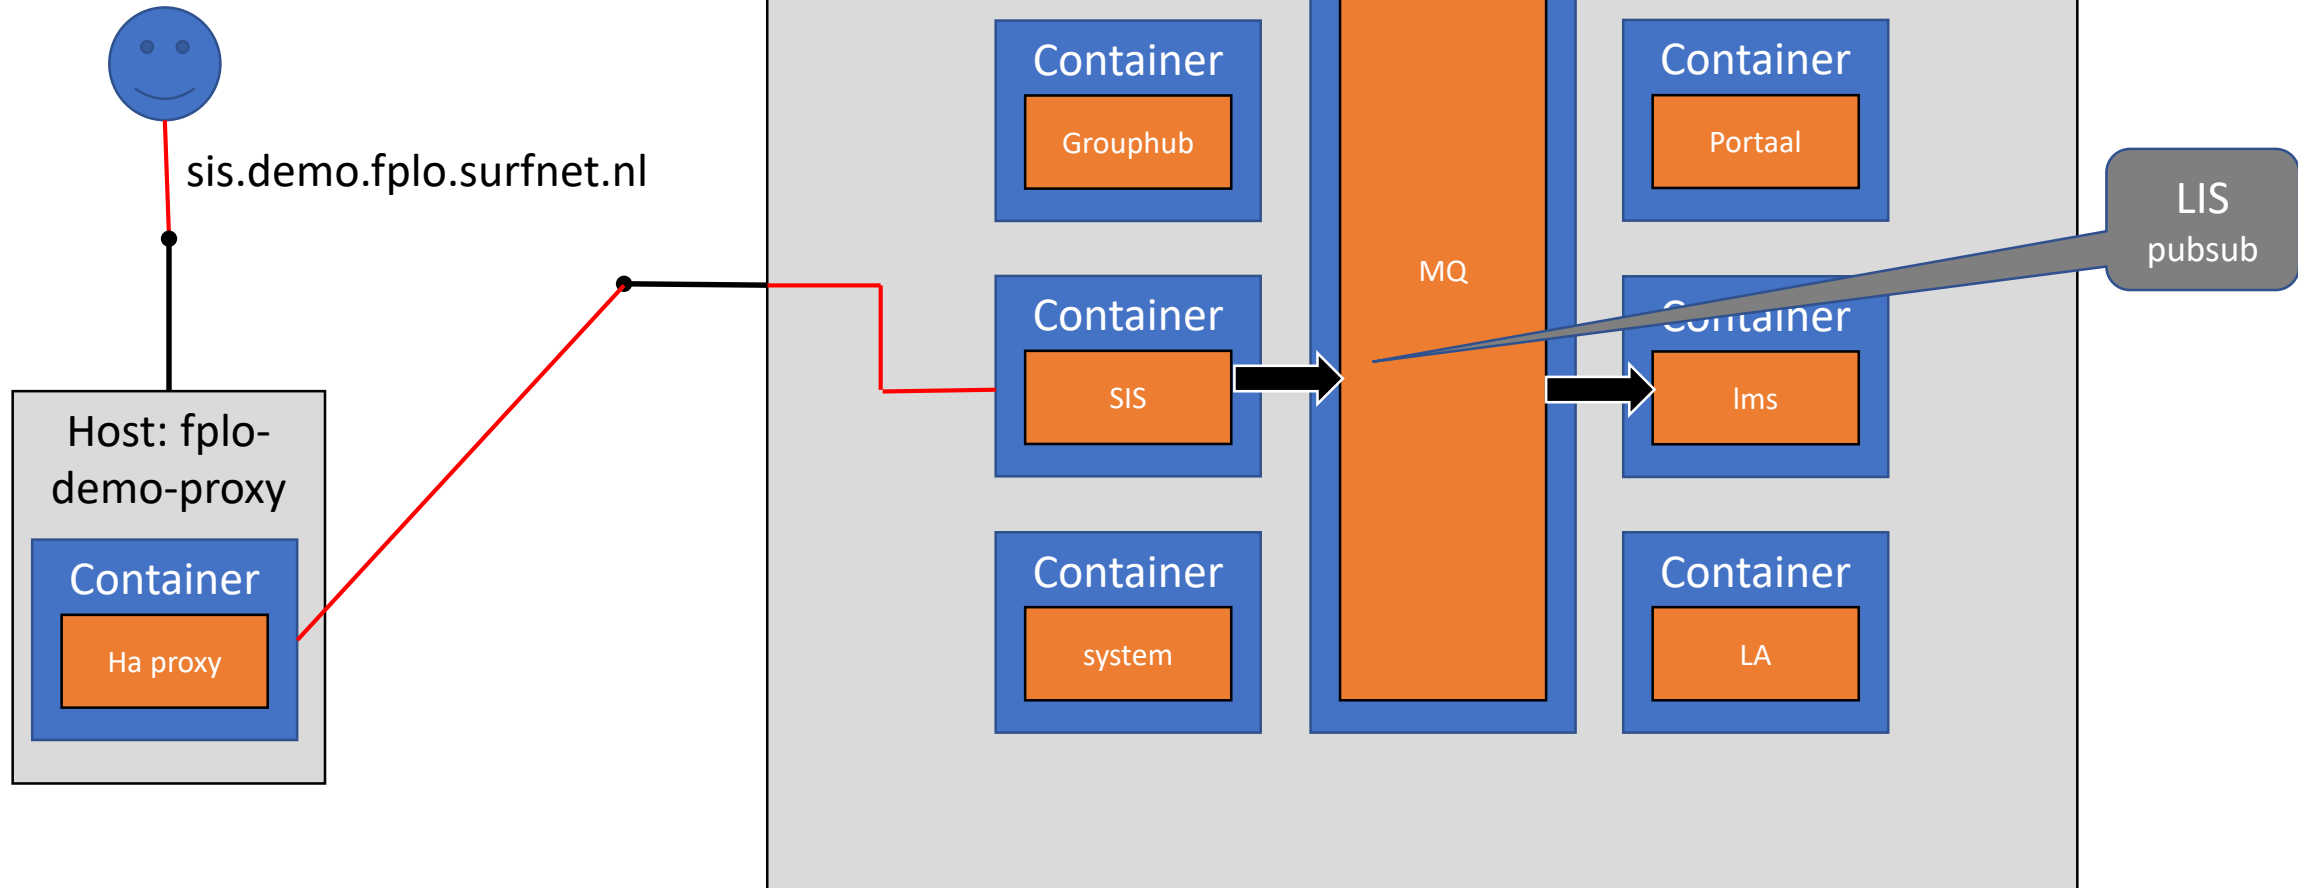 sis.demo.fplo.surfnet.nl
Host: fplo-
demo-proxy
Container
Ha proxy
Container
Grouphub
Container
SIS
Container
system
MQ
Container
Portaal
Container
lms
Container
LA
LIS
pubsub